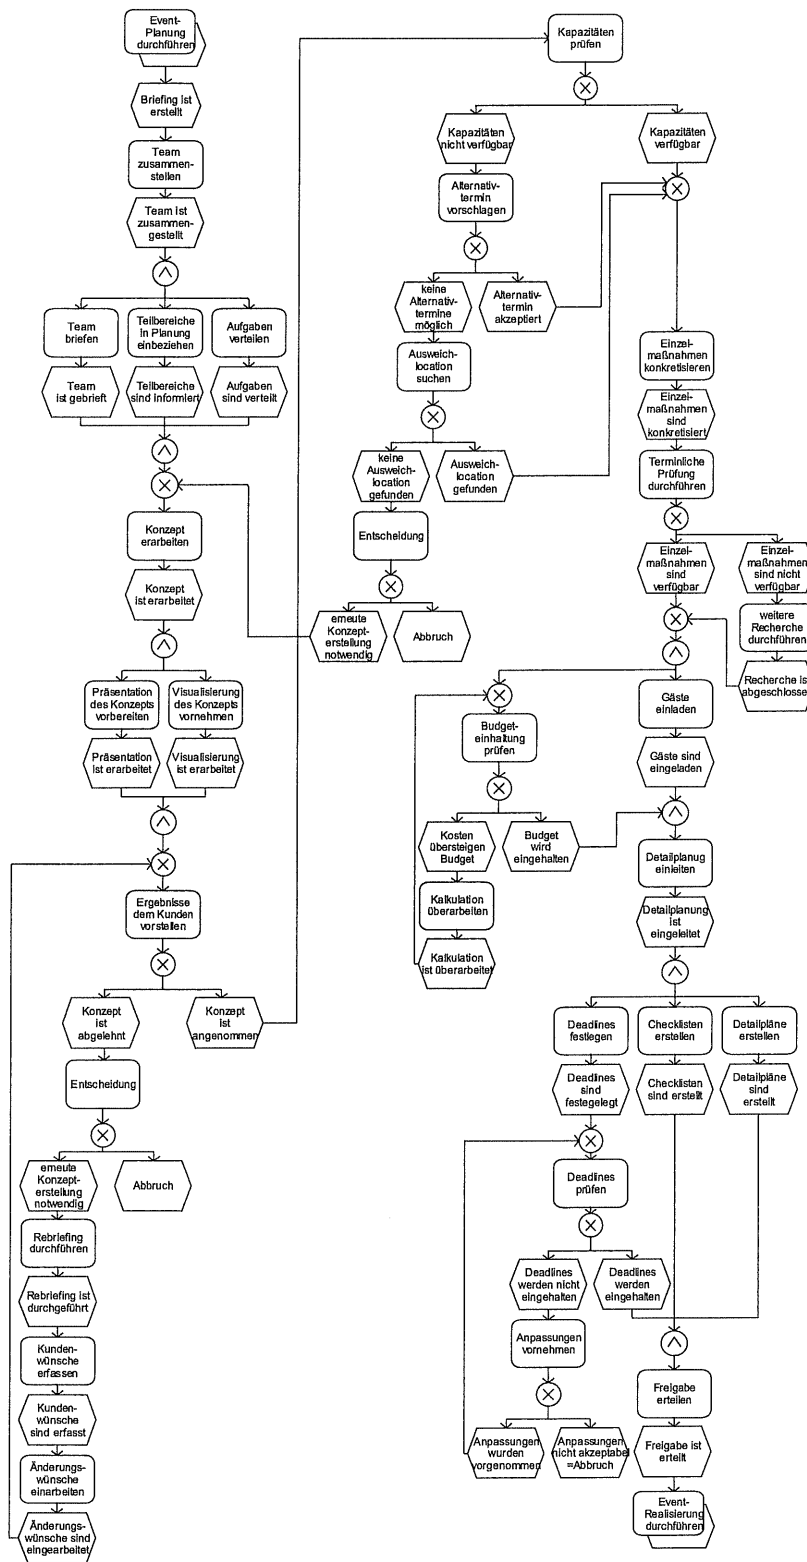 Event-
Planung
durchführen
Briefing ist
erstellt
Team
zusammen-
stellen
Team ist
zusammen-
gestellt
Team
briefen
Teilbereiche
in Planung
einbeziehen
Aufgaben
verteilen
Team
ist gebrieft
Teilbereiche
sind informiert
Aufgaben
sind verteilt
Konzept
erarbeiten
Konzept
ist erarbeitet
Präsentation
des Konzepts
vorbereiten
Visualisierung
des Konzepts
vornehmen
Präsentation
ist erarbeitet
Visualisierung
ist erarbeitet
Ergebnisse
dem Kunden
vorstellen
Konzept
ist
abgelehnt
Konzept
ist
angenommen
Entscheidung
erneute
Konzept-
erstellung
notwendig
Abbruch
Rebriefing
durchführen
Rebriefing ist
durchgeführt
Kunden-
wünsche
erfassen
Kunden-
wünsche
sind erfasst
Änderungs-
wünsche
einarbeiten
Änderungs-
wünsche sind
eingearbeitet
Kapazitäten
prüfen
Kapazitäten
nicht verfügbar
Kapazitäten
verfügbar
Alternativ-
termin
vorschlagen
keine
Alternativ-
termine
möglich
Alternativ-
termin
akzeptiert
Ausweich-
location
suchen
keine
Ausweich-
location
gefunden
Ausweich-
location
gefunden
Entscheidung
erneute
Konzept-
erstellung
notwendig
Abbruch
Einzel-
maßnahmen
konkretisieren
Einzel-
maßnahmen
sind
konkretisiert
Terminliche
Prüfung
durchführen
Einzel-
maßnahmen
sind
verfügbar
Einzel-
maßnahmen
sind nicht
verfügbar
weitere
Recherche
durchführen
Recherche is
abgeschlosse
Gäste
einladen
Budget-
einhaltung
prüfen
Gäste sind
eingeladen
Kosten
übersteigen
Budget
Budget
wird
eingehalten
Kalkulation
überarbeiten
Kalkulation
ist überarbeitet
Detailplanug
einleiten
Detailplanung
ist
eingeleitet
Deadlines
festlegen
Checklisten
erstellen
Detailpläne
erstellen
Deadlines
sind
festegelegt
Checklisten
sind erstellt
Detailpläne
sind
erstellt
Deadlines
prüfen
Deadlines
werden nicht
eingehalten
Deadlines
werden
eingehalten
Anpassungen
vornehmen
Anpassungen
wurden
vorgenommen
Anpassungen
nicht akzeptabel
=Abbruch
Freigabe
erteilen
Freigabe ist
erteilt
Event-
Realisierung
durchführen